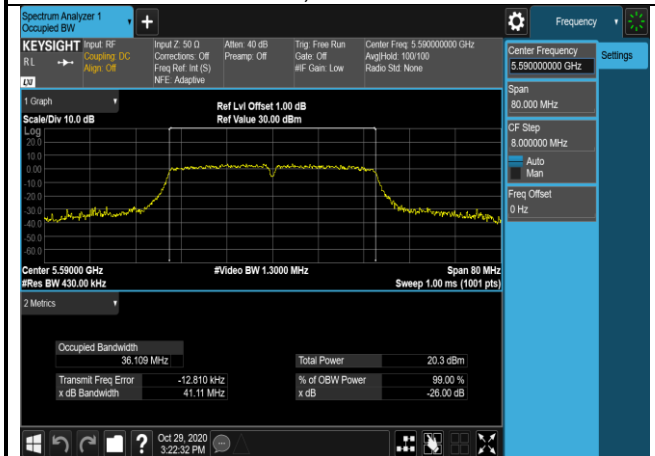 Spectrum Analyzer 1
Occupied BW
Frequency
KEYSIGHT
Input: RF
Input Z: 50 Ω
Atten: 40 dB
Trig: Free Run
Center Freq: 5.590000000 GHz
RL
Coupling: DC
Corrections: Off
Preamp: Off
Gate: Off
Avg|Hold: 100/100
Align: Off
Freq Ref: Int (S)
#IF Gain: Low
Radio Std: None
LXI
NFE: Adaptive
Center Frequency
5.590000000 GHz
Settings
Span
80.000 MHz
CF Step
8.000000 MHz
Auto
Man
Freq Offset
0 Hz
1 Graph
Ref Lvl Offset 1.00 dB
Scale/Div 10.0 dB
Ref Value 30.00 dBm
Log
20.0
10.0
0.00
-10.0
-20.0
-30.0
-40.0
-50.0
-60.0
Center 5.59000 GHz
#Video BW 1.3000 MHz
Span 80 MHz
#Res BW 430.00 kHz
Sweep 1.00 ms (1001 pts)
2 Metrics
Occupied Bandwidth
36.109 MHz
Total Power
20.3 dBm
Transmit Freq Error
-12.810 kHz
% of OBW Power
99.00 %
x dB Bandwidth
41.11 MHz
x dB
-26.00 dB
Oct 29, 2020
3:22:32 PM